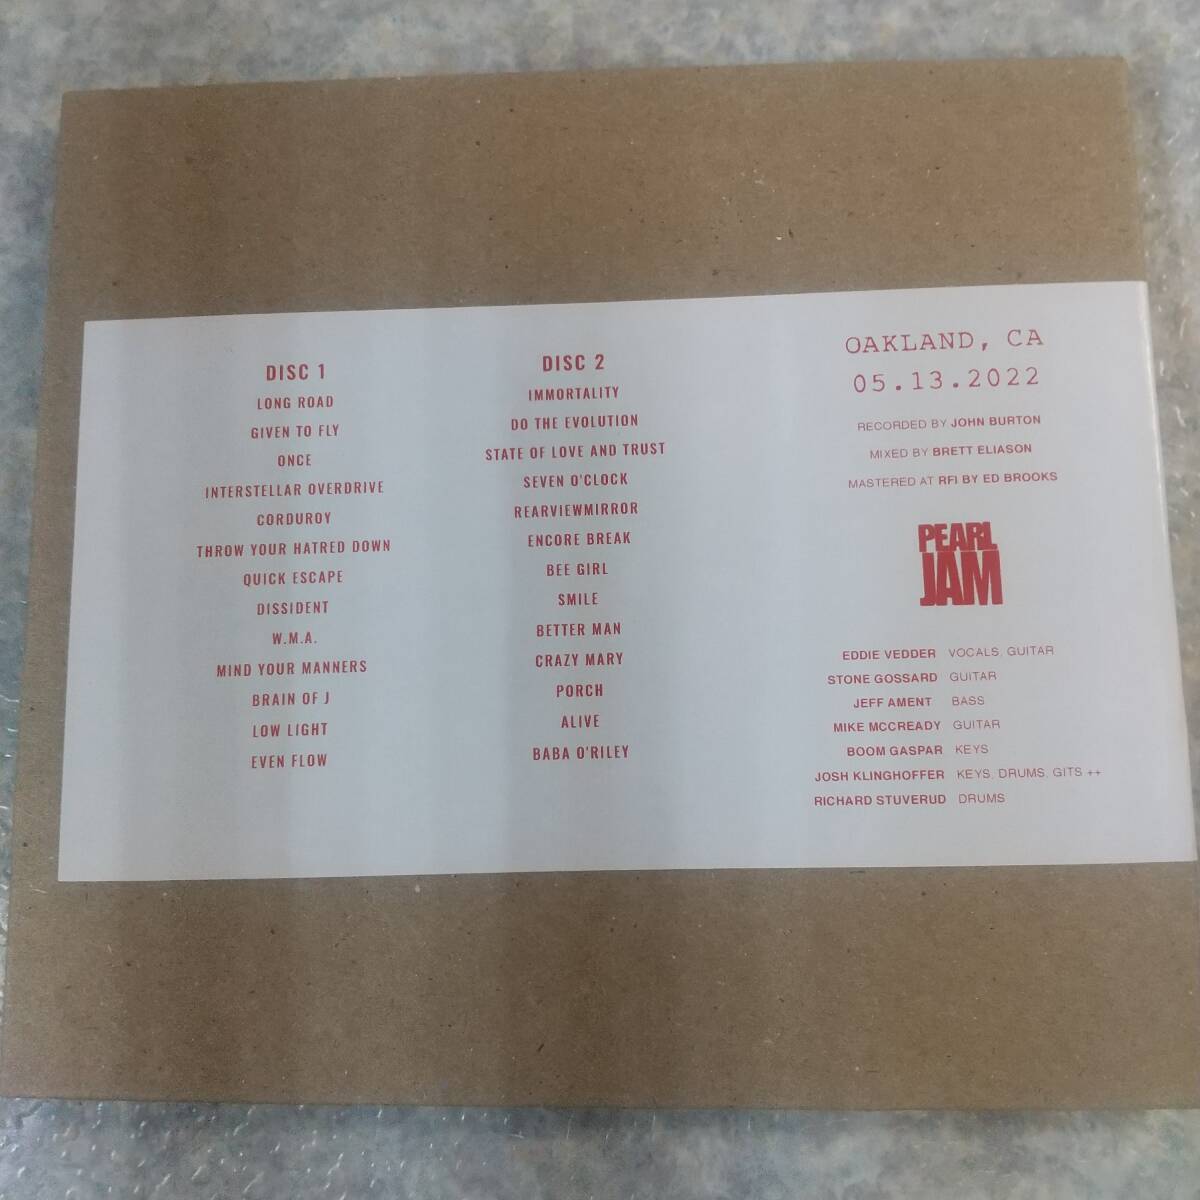 DISC 1
LONG ROAD
GIVEN TO FLY
ONCE
INTERSTELLAR OVERDRIVE
CORDUROY
THROW YOUR HATRED DOWN
QUICK ESCAPE
DISSIDENT
W.M.A.
MIND YOUR MANNERS
BRAIN OF J
LOW LIGHT
EVEN FLOW
DISC 2
IMMORTALITY
DO THE EVOLUTION
STATE OF LOVE AND TRUST
SEVEN O'CLOCK
REARVIEWMIRROR
ENCORE BREAK
BEE GIRL
SMILE
BETTER MAN
CRAZY MARY
PORCH
ALIVE
BABA O'RILEY
OAKLAND, CA
05.13.2022
RECORDED BY JOHN BURTON
MIXED BY BRETT ELIASON
MASTERED AT RFI BY ED BROOKS
PEARL
JAM
EDDIE VEDDER VOCALS, GUITAR
STONE GOSSARD GUITAR
JEFF AMENT BASS
MIKE MCCREADY GUITAR
BOOM GASPAR KEYS
JOSH KLINGHOFFER KEYS, DRUMS, GITS ++
RICHARD STUVERUD DRUMS